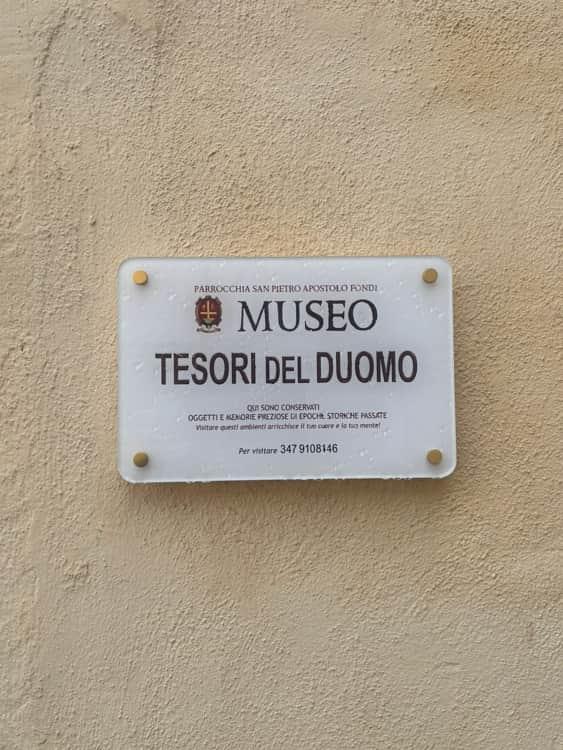 PARROCCHIA SAN PIETRO APOSTOLO FONDI
MUSEO
TESORI DEL DUOMO
QUI SONO CONSERVATI
OGGETTI E MEMORIE PREZIOSE DI EPOCHE STORICHE PASSATE
Visitare questi ambienti arricchisce il tuo cuore e la tua mente!
Per visitare 347 9108146